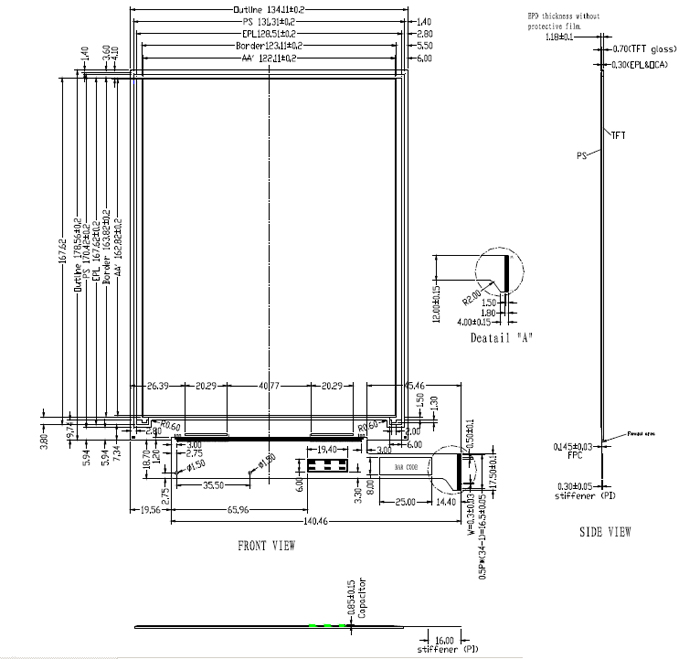 Outline 134.11±0.2
PS 131.31±0.2
EPL128.51±0.2
Border123.11±0.2
AA' 122.11±0.2
1.40
2.80
5.50
6.00
1.40
3.60
4.10
EPD thickness without
protective film.
1.18±0.1
0.70(TFT glass)
0.30(EPL&OCA)
TFT
PS
167.62
Outline 178.56±0.2
PS 170.42±0.2
EPL 167.62±0.2
Border 163.82±0.2
AA' 162.82±0.2
12.00±0.15
R2.00
1.50
1.80
4.00±0.15
Deatail "A"
26.39
20.29
40.77
20.29
45.46
1.50
1.30
R0.60
R0.60
2.80
2.00
6.00
3.80
9.74
5.94
5.94
7.34
18.70
1.20
3.00
2.75
ø1.50
ø1.80
19.40
3.00
BAR CODE
0.50±0.1
17.50±0.1
2.75
35.50
6.00
3.30
8.00
25.00
14.40
19.56
65.96
140.46
W=0.3±0.03
0.5P*(34-1)=16.5±0.05
0.145±0.03
FPC
0.30±0.05
stiffener (PI)
FRONT VIEW
SIDE VIEW
0.85±0.15
Capacitor
16.00
stiffener (PI)